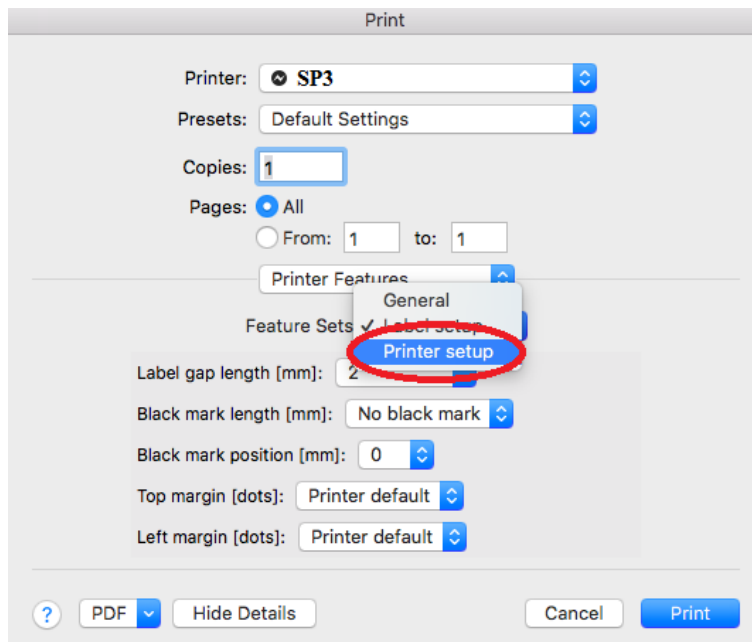 Print
Printer: SP3
Presets: Default Settings
Copies: 1
Pages: All
From: 1 to: 1
Printer Features
General
Feature Sets ✓ Label setup
Printer setup
Label gap length [mm]: 2
Black mark length [mm]: No black mark
Black mark position [mm]: 0
Top margin [dots]: Printer default
Left margin [dots]: Printer default
? PDF Hide Details Cancel Print